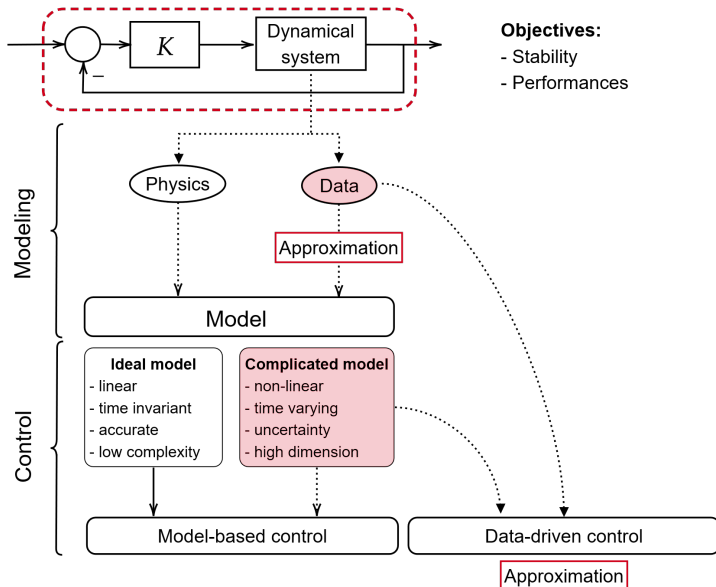 K
Dynamical
system
−
Objectives:
- Stability
- Performances
Modeling
Physics
Data
Approximation
Model
Control
Ideal model
- linear
- time invariant
- accurate
- low complexity
Complicated model
- non-linear
- time varying
- uncertainty
- high dimension
Model-based control
Data-driven control
Approximation